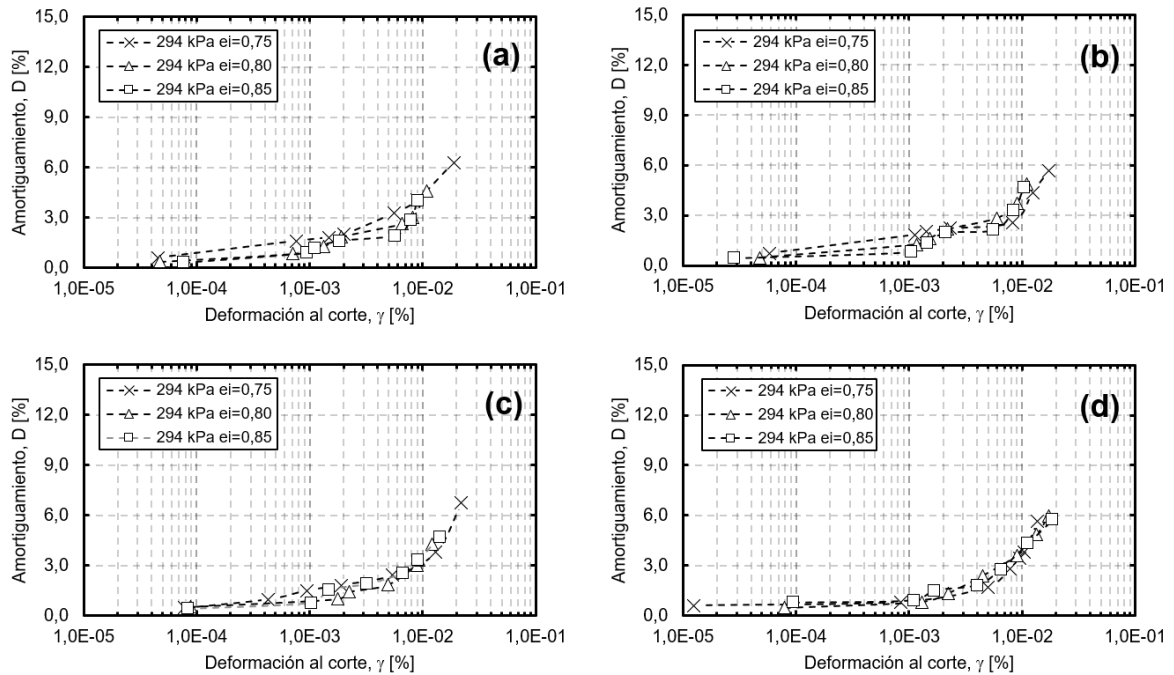 15,0
12,0
9,0
6,0
3,0
0,0
Amortiguamiento, D [%]
294 kPa ei=0,75
294 kPa ei=0,80
294 kPa ei=0,85
(a)
1,0E-05 1,0E-04 1,0E-03 1,0E-02 1,0E-01
Deformación al corte, γ [%]
15,0
12,0
9,0
6,0
3,0
0,0
Amortiguamiento, D [%]
294 kPa ei=0,75
294 kPa ei=0,80
294 kPa ei=0,85
(b)
1,0E-05 1,0E-04 1,0E-03 1,0E-02 1,0E-01
Deformación al corte, γ [%]
15,0
12,0
9,0
6,0
3,0
0,0
Amortiguamiento, D [%]
294 kPa ei=0,75
294 kPa ei=0,80
294 kPa ei=0,85
(c)
1,0E-05 1,0E-04 1,0E-03 1,0E-02 1,0E-01
Deformación al corte, γ [%]
15,0
12,0
9,0
6,0
3,0
0,0
Amortiguamiento, D [%]
294 kPa ei=0,75
294 kPa ei=0,80
294 kPa ei=0,85
(d)
1,0E-05 1,0E-04 1,0E-03 1,0E-02 1,0E-01
Deformación al corte, γ [%]